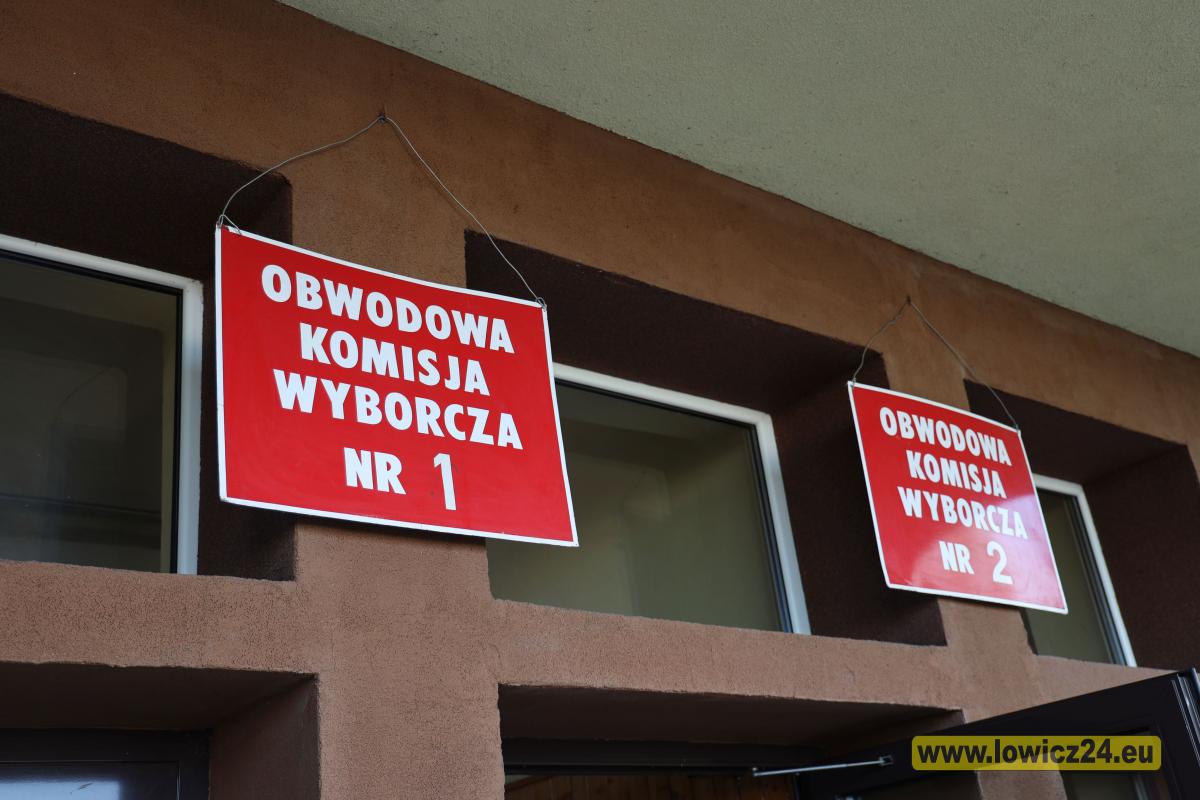 OBWODOWA
KOMISJA
WYBORCZA
NR 1
OBWODOWA
KOMISJA
WYBORCZA
NR 2
www.lowicz24.eu